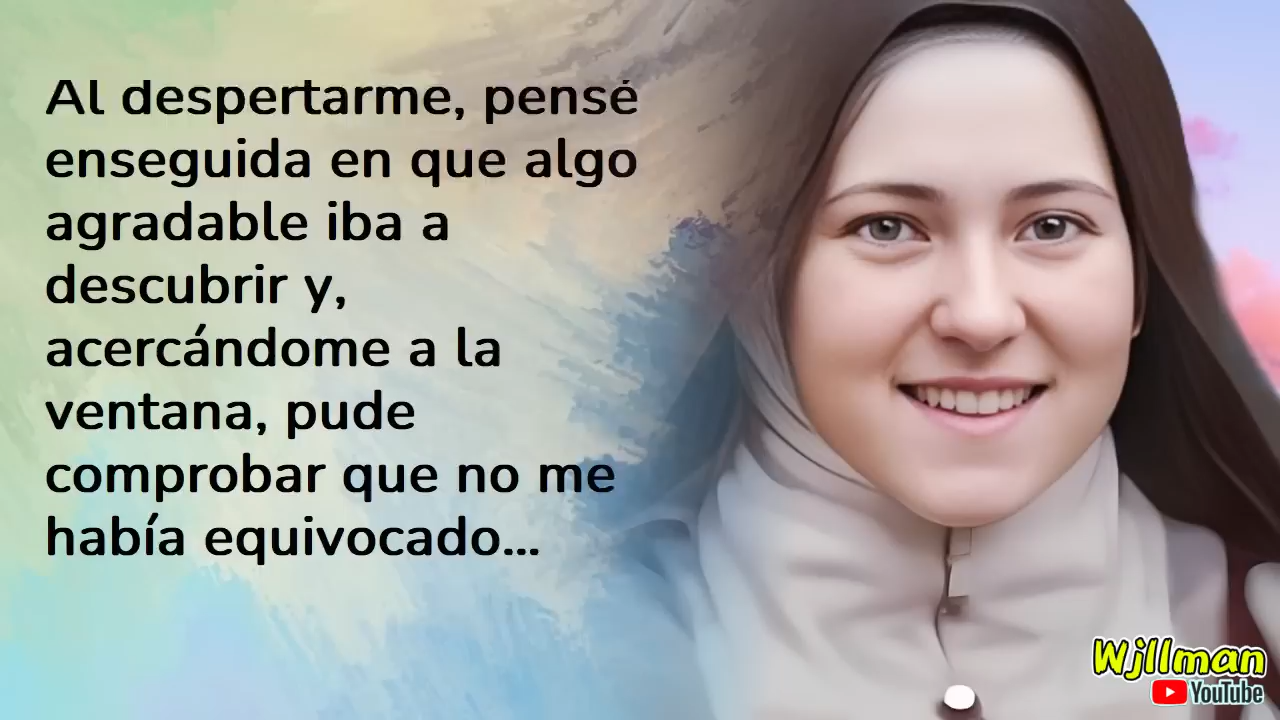 Al despertarme, pensé
enseguida en que algo
agradable iba a
descubrir y,
acercándome a la
ventana, pude
comprobar que no me
había equivocado...
Wjllman
YouTube